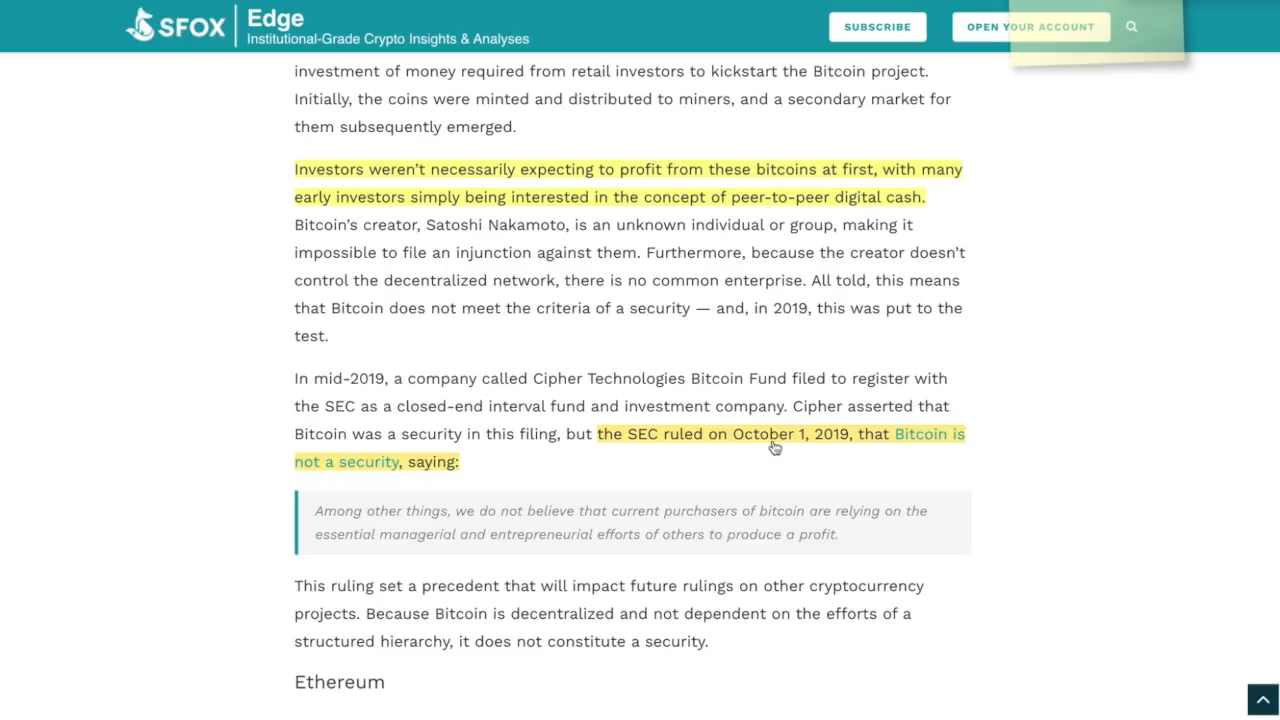 SFOX
Edge
Institutional-Grade Crypto Insights & Analyses
SUBSCRIBE
OPEN YOUR ACCOUNT
investment of money required from retail investors to kickstart the Bitcoin project.
Initially, the coins were minted and distributed to miners, and a secondary market for
them subsequently emerged.
Investors weren't necessarily expecting to profit from these bitcoins at first, with many
early investors simply being interested in the concept of peer-to-peer digital cash.
Bitcoin's creator, Satoshi Nakamoto, is an unknown individual or group, making it
impossible to file an injunction against them. Furthermore, because the creator doesn't
control the decentralized network, there is no common enterprise. All told, this means
that Bitcoin does not meet the criteria of a security — and, in 2019, this was put to the
test.
In mid-2019, a company called Cipher Technologies Bitcoin Fund filed to register with
the SEC as a closed-end interval fund and investment company. Cipher asserted that
Bitcoin was a security in this filing, but the SEC ruled on October 1, 2019, that Bitcoin is
not a security, saying:
Among other things, we do not believe that current purchasers of bitcoin are relying on the
essential managerial and entrepreneurial efforts of others to produce a profit.
This ruling set a precedent that will impact future rulings on other cryptocurrency
projects. Because Bitcoin is decentralized and not dependent on the efforts of a
structured hierarchy, it does not constitute a security.
Ethereum